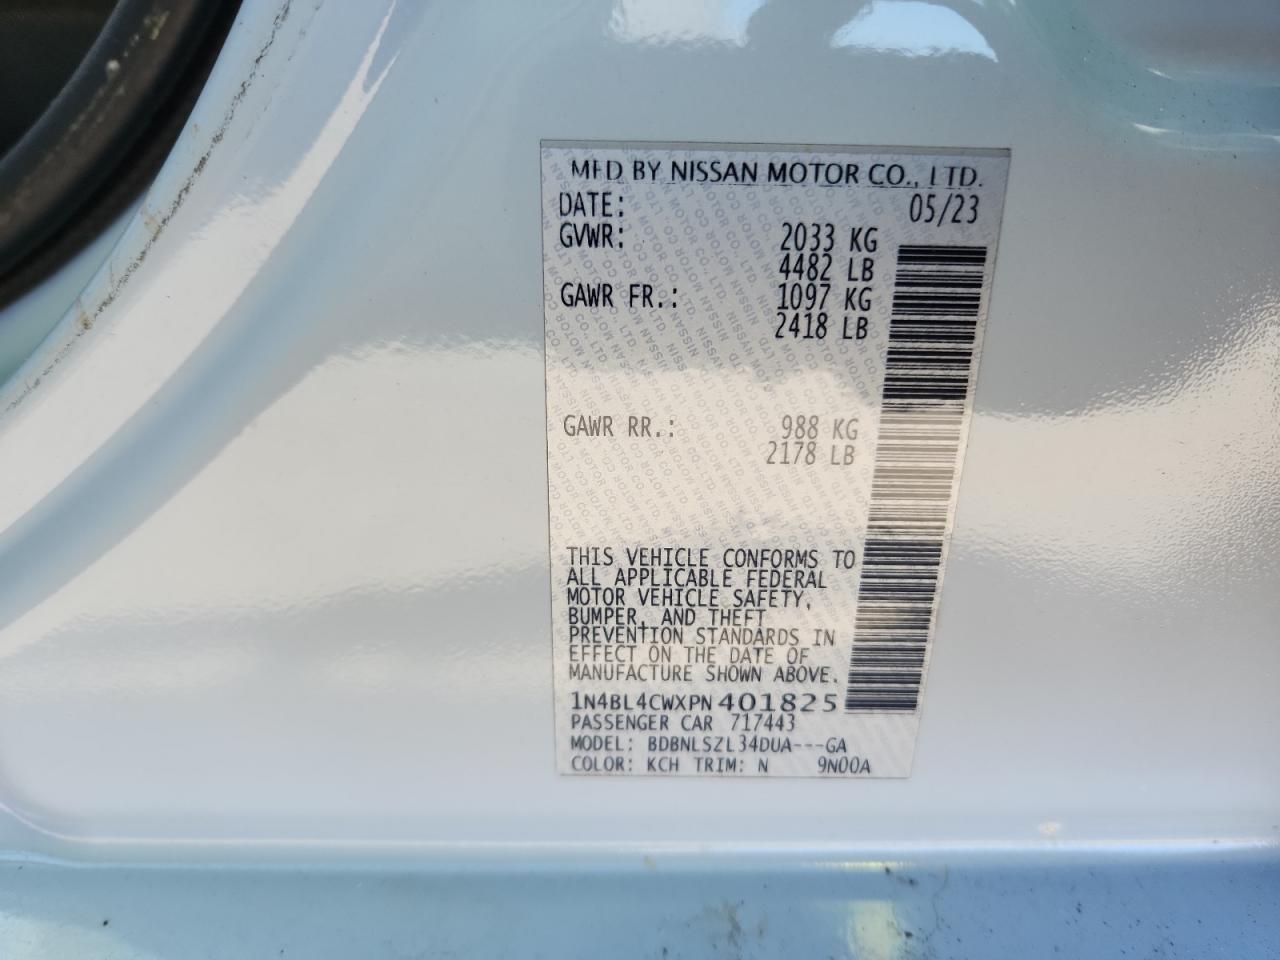 MFD BY NISSAN MOTOR CO., LTD.
DATE: 05/23
GVWR: 2033 KG
4482 LB
GAWR FR.: 1097 KG
2418 LB
GAWR RR.: 988 KG
2178 LB
THIS VEHICLE CONFORMS TO
ALL APPLICABLE FEDERAL
MOTOR VEHICLE SAFETY,
BUMPER, AND THEFT
PREVENTION STANDARDS IN
EFFECT ON THE DATE OF
MANUFACTURE SHOWN ABOVE.
1N4BL4CWXPN401825
PASSENGER CAR 717443
MODEL: BDBNLSZL34DUA---GA
COLOR: KCH TRIM: N 9N00A